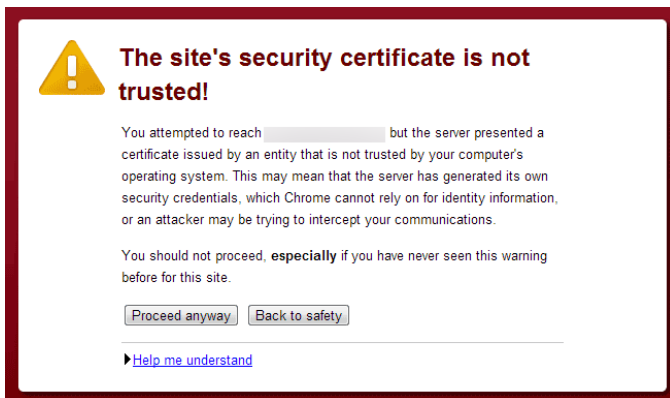 The site's security certificate is not
trusted!
You attempted to reach but the server presented a
certificate issued by an entity that is not trusted by your computer's
operating system. This may mean that the server has generated its own
security credentials, which Chrome cannot rely on for identity information,
or an attacker may be trying to intercept your communications.
You should not proceed, especially if you have never seen this warning
before for this site.
Proceed anyway Back to safety
Help me understand